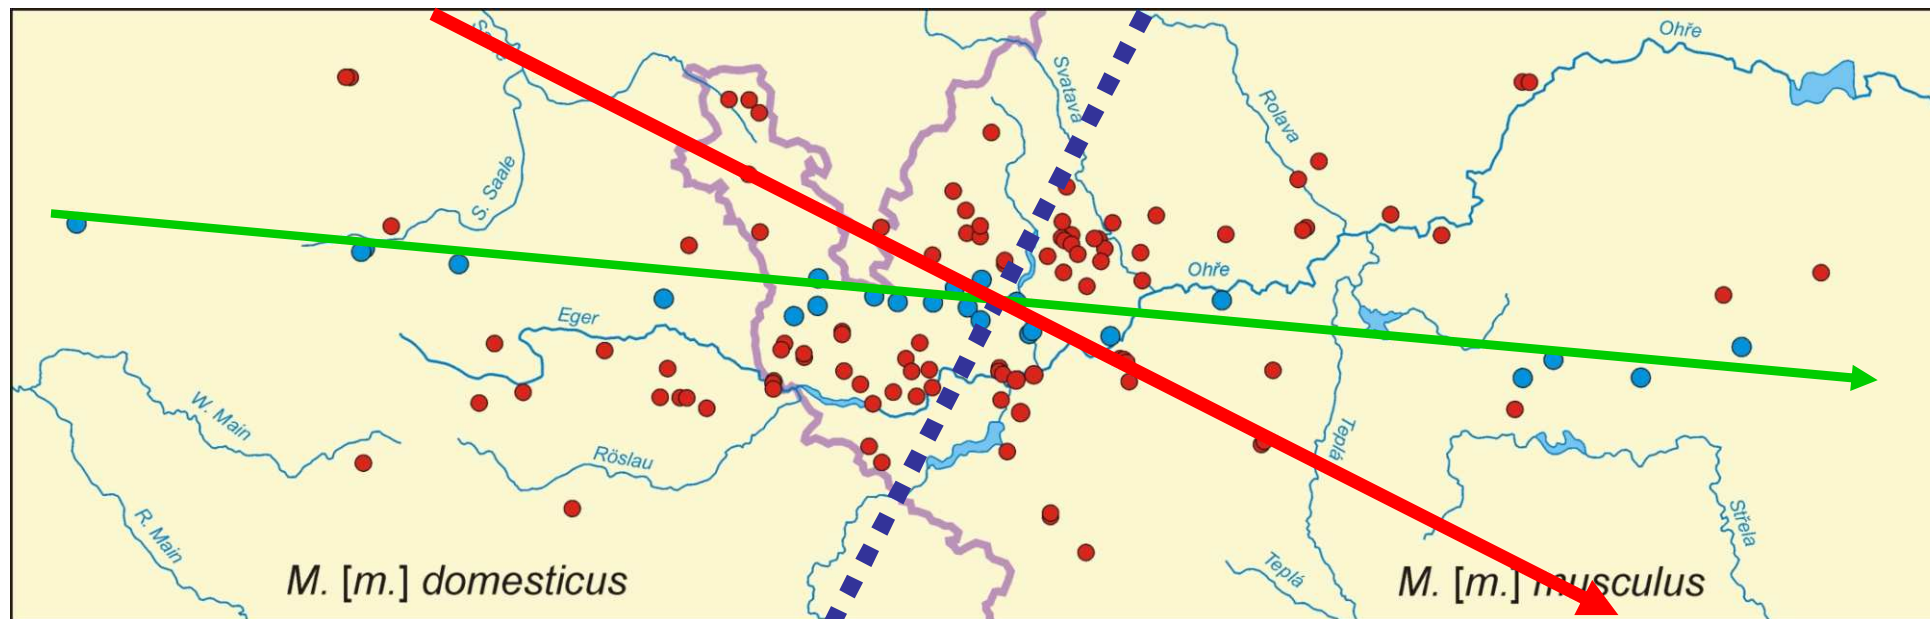 Ohře
Svatava
Rolava
S. Saale
Ohře
Eger
W. Main
Röslau
Teplá
R. Main
Střela
Teplá
M. [m.] domesticus
M. [m.] musculus